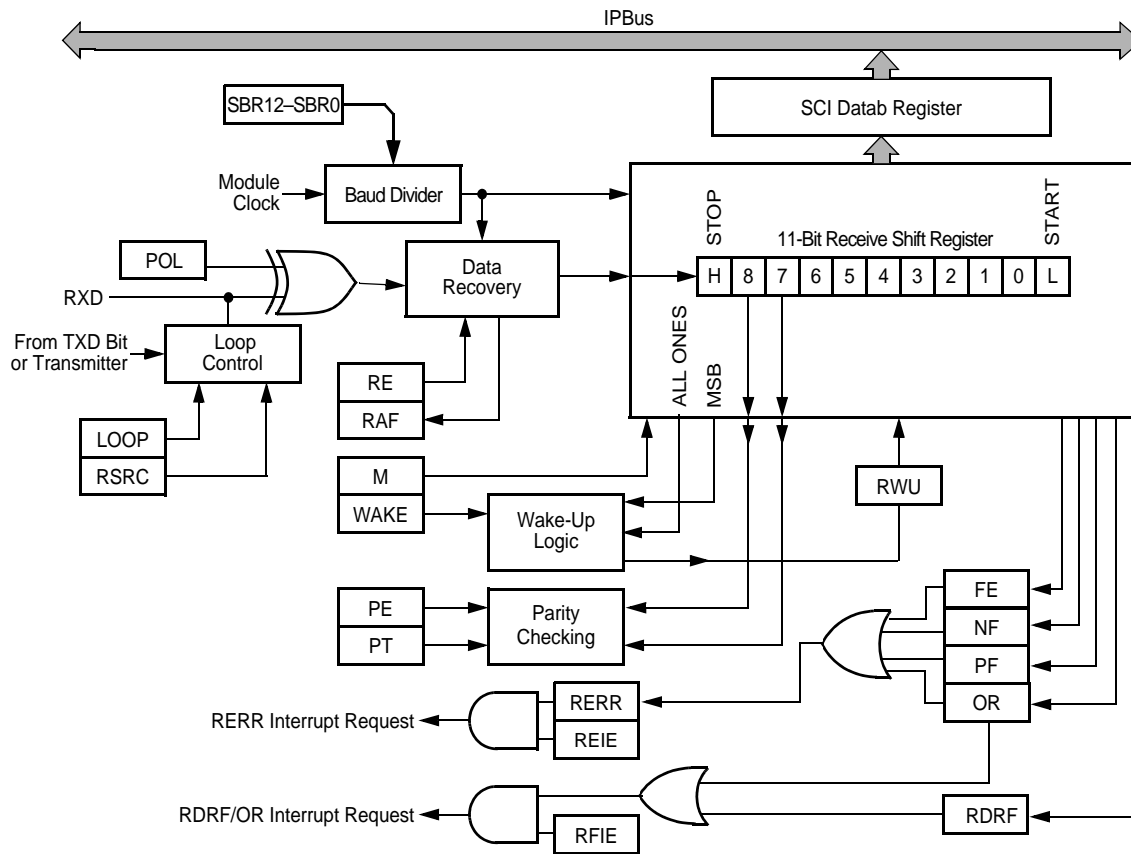 IPBus
SCI Datab Register
SBR12–SBR0
Module
Clock
Baud Divider
STOP
START
11-Bit Receive Shift Register
H 8 7 6 5 4 3 2 1 0 L
POL
RXD
Data
Recovery
From TXD Bit
or Transmitter
Loop
Control
ALL ONES
MSB
RE
RAF
LOOP
RSRC
M
WAKE
RWU
Wake-Up
Logic
PE
PT
Parity
Checking
FE
NF
PF
OR
RERR
REIE
RERR Interrupt Request
RDRF/OR Interrupt Request
RFIE
RDRF